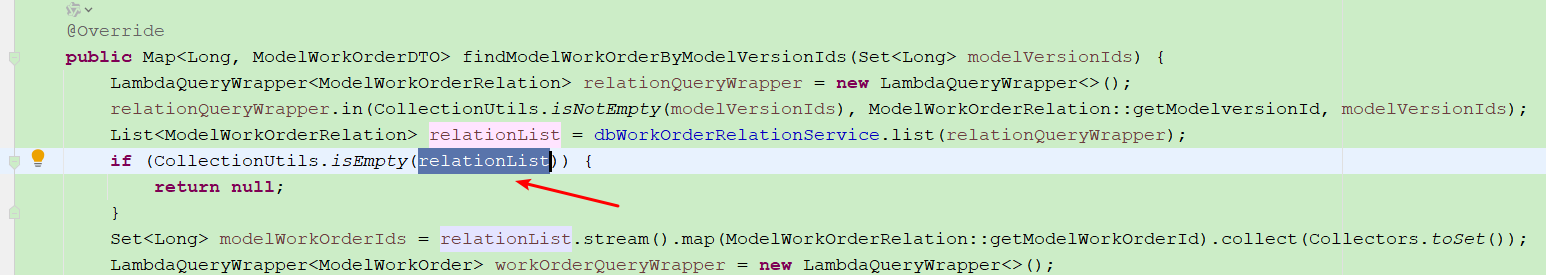 @Override
public Map<Long, ModelWorkOrderDTO> findModelWorkOrderByModelVersionIds(Set<Long> modelVersionIds) {
LambdaQueryWrapper<ModelWorkOrderRelation> relationQueryWrapper = new LambdaQueryWrapper<>();
relationQueryWrapper.in(CollectionUtils.isNotEmpty(modelVersionIds), ModelWorkOrderRelation::getModelversionId, modelVersionIds);
List<ModelWorkOrderRelation> relationList = dbWorkOrderRelationService.list(relationQueryWrapper);
if (CollectionUtils.isEmpty(relationList)) {
return null;
}
Set<Long> modelWorkOrderIds = relationList.stream().map(ModelWorkOrderRelation::getModelWorkOrderId).collect(Collectors.toSet());
LambdaQueryWrapper<ModelWorkOrder> workOrderQueryWrapper = new LambdaQueryWrapper<>();